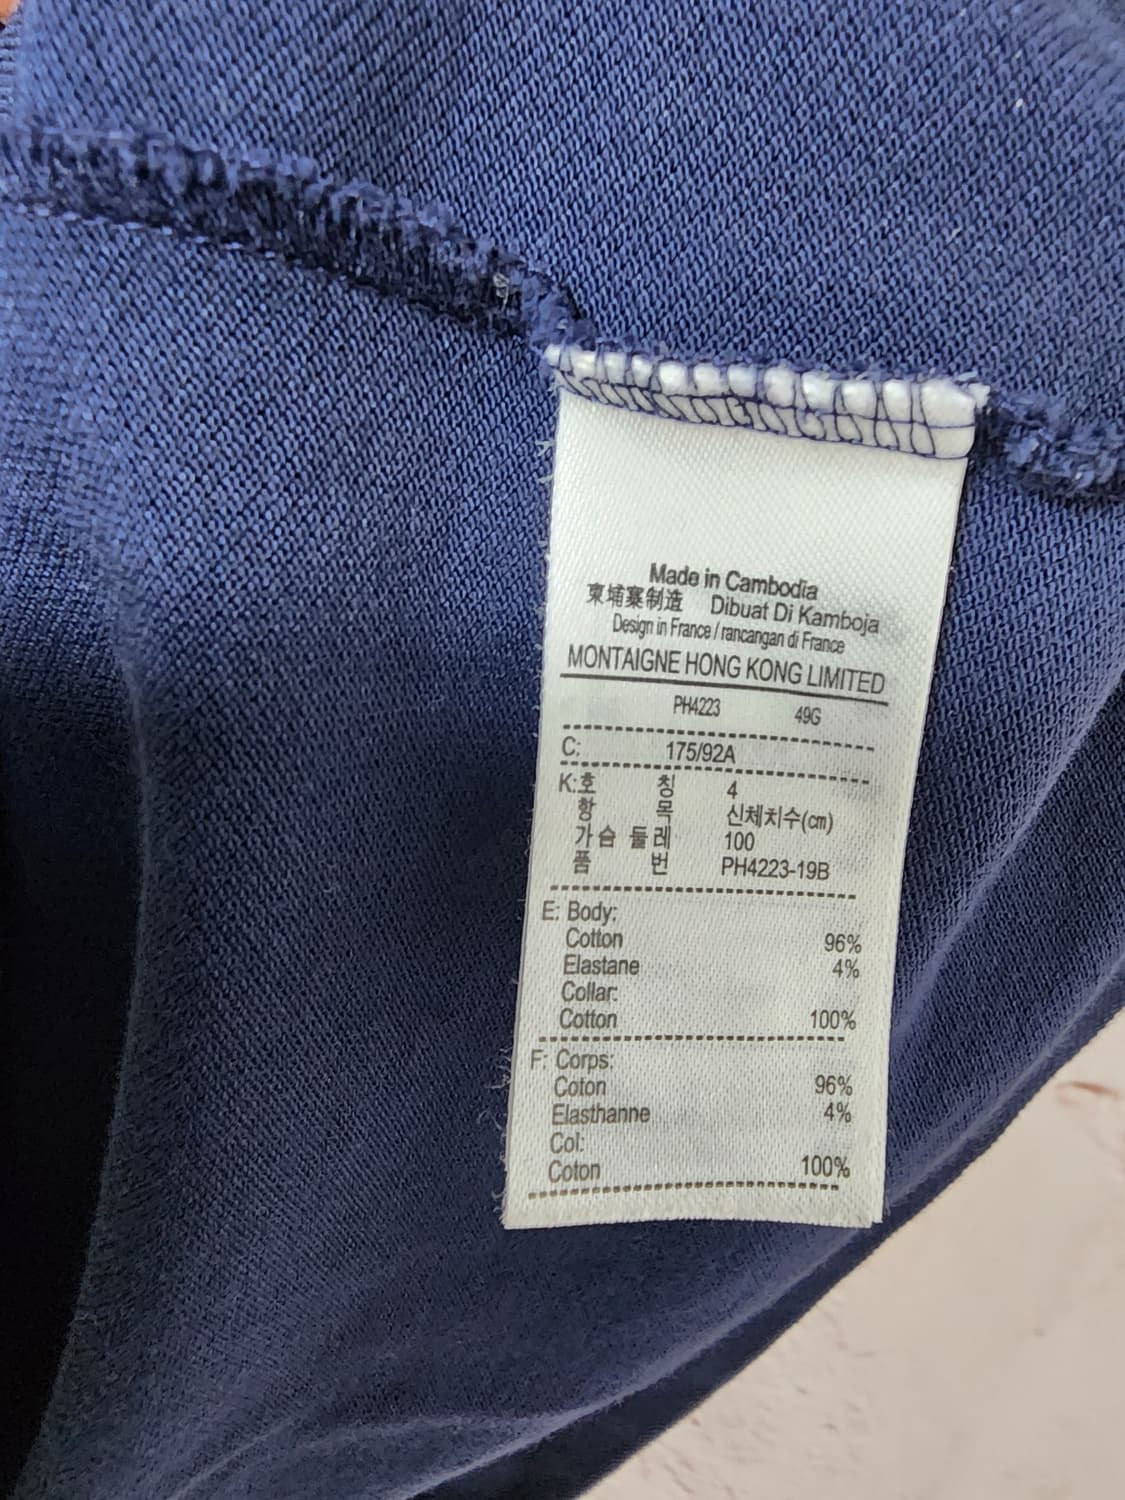 Made in Cambodia
柬埔寨制造 Dibuat Di Kamboja
Design in France / rancangan di France
MONTAIGNE HONG KONG LIMITED
PH4223 49G
C: 175/92A
K:호 칭 4
항 목 신체치수(㎝)
가슴 둘레 100
품 번 PH4223-19B
E: Body:
Cotton 96%
Elastane 4%
Collar:
Cotton 100%
F: Corps:
Coton 96%
Elasthanne 4%
Col:
Coton 100%